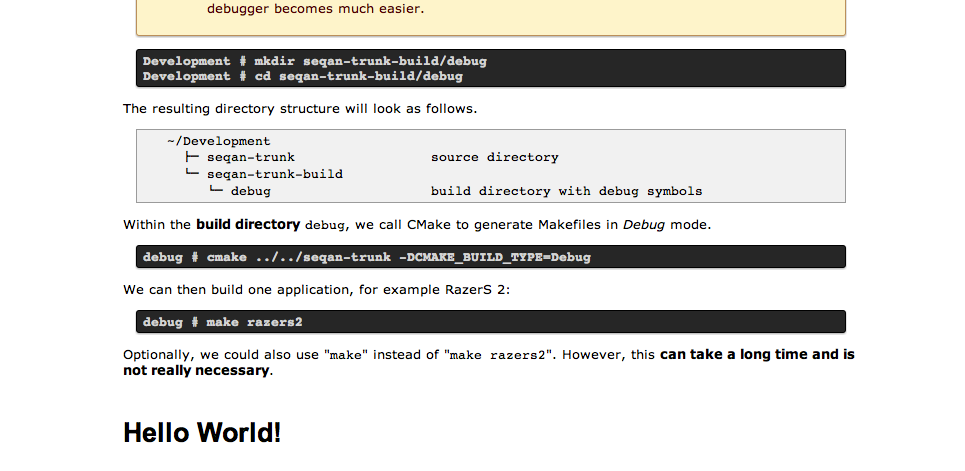 debugger becomes much easier.
Development # mkdir seqan-trunk-build/debug
Development # cd seqan-trunk-build/debug
The resulting directory structure will look as follows.
~/Development
├─ seqan-trunk source directory
└─ seqan-trunk-build
└─ debug build directory with debug symbols
Within the build directory debug, we call CMake to generate Makefiles in Debug mode.
debug # cmake ../../seqan-trunk -DCMAKE_BUILD_TYPE=Debug
We can then build one application, for example RazerS 2:
debug # make razers2
Optionally, we could also use "make" instead of "make razers2". However, this can take a long time and is
not really necessary.
Hello World!